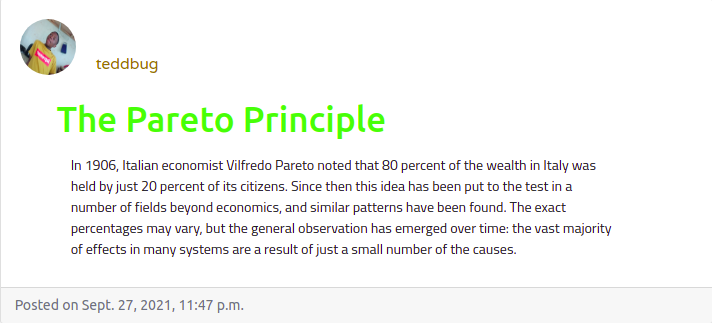 teddbug
The Pareto Principle
In 1906, Italian economist Vilfredo Pareto noted that 80 percent of the wealth in Italy was
held by just 20 percent of its citizens. Since then this idea has been put to the test in a
number of fields beyond economics, and similar patterns have been found. The exact
percentages may vary, but the general observation has emerged over time: the vast majority
of effects in many systems are a result of just a small number of the causes.
Posted on Sept. 27, 2021, 11:47 p.m.